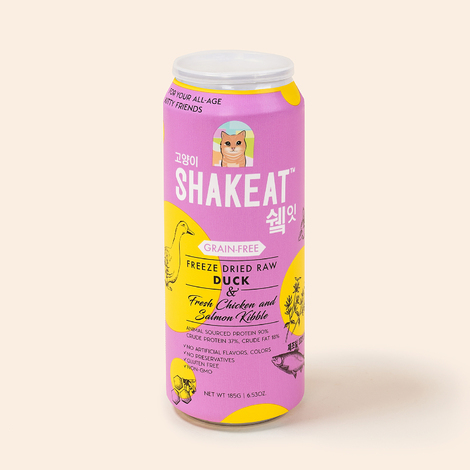 FOR YOUR ALL-AGE
KITTY FRIENDS
고양이
SHAKEAT™
쉨잇
GRAIN-FREE
FREEZE DRIED RAW
DUCK
&
Fresh Chicken and
Salmon Kibble
ANIMAL SOURCED PROTEIN 90%
CRUDE PROTEIN 37%, CRUDE FAT 18%
✓NO ARTIFICIAL FLAVORS, COLORS
✓NO PRESERVATIVES
✓GLUTEN FREE
✓NON-GMO
NET WT 185G | 6.53OZ